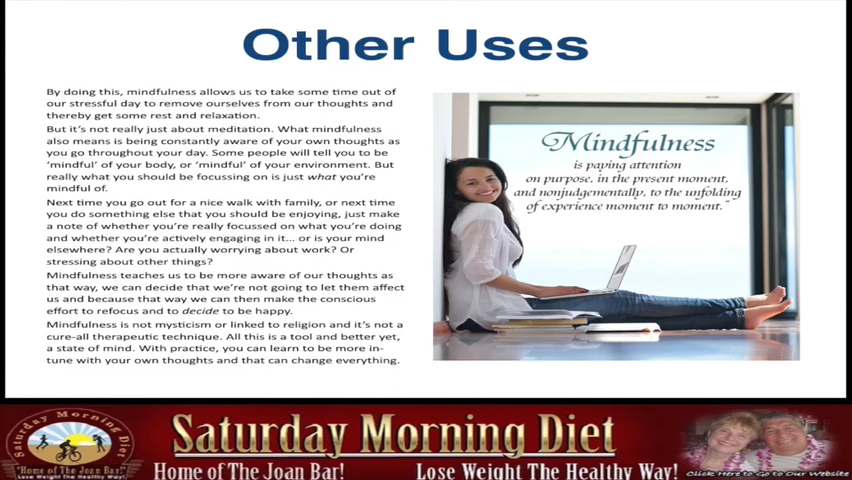 Other Uses
By doing this, mindfulness allows us to take some time out of
our stressful day to remove ourselves from our thoughts and
thereby get some rest and relaxation.
But it's not really just about meditation. What mindfulness
also means is being constantly aware of your own thoughts as
you go throughout your day. Some people will tell you to be
'mindful' of your body, or 'mindful' of your environment. But
really what you should be focussing on is just what you're
mindful of.
Next time you go out for a nice walk with family, or next time
you do something else that you should be enjoying, just make
a note of whether you're really focussed on what you're doing
and whether you're actively engaging in it... or is your mind
elsewhere? Are you actually worrying about work? Or
stressing about other things?
Mindfulness teaches us to be more aware of our thoughts as
that way, we can decide that we're not going to let them affect
us and because that way we can then make the conscious
effort to refocus and to decide to be happy.
Mindfulness is not mysticism or linked to religion and it's not a
cure-all therapeutic technique. All this is a tool and better yet,
a state of mind. With practice, you can learn to be more in-
tune with your own thoughts and that can change everything.
Mindfulness
is paying attention
on purpose, in the present moment,
and nonjudgementally, to the unfolding
of experience moment to moment."
Saturday Morning Diet
"Home of The Joan Bar!"
Lose Weight The Healthy Way!
Saturday Morning Diet
Home of The Joan Bar! Lose Weight The Healthy Way!
Click Here to Go to Our Website